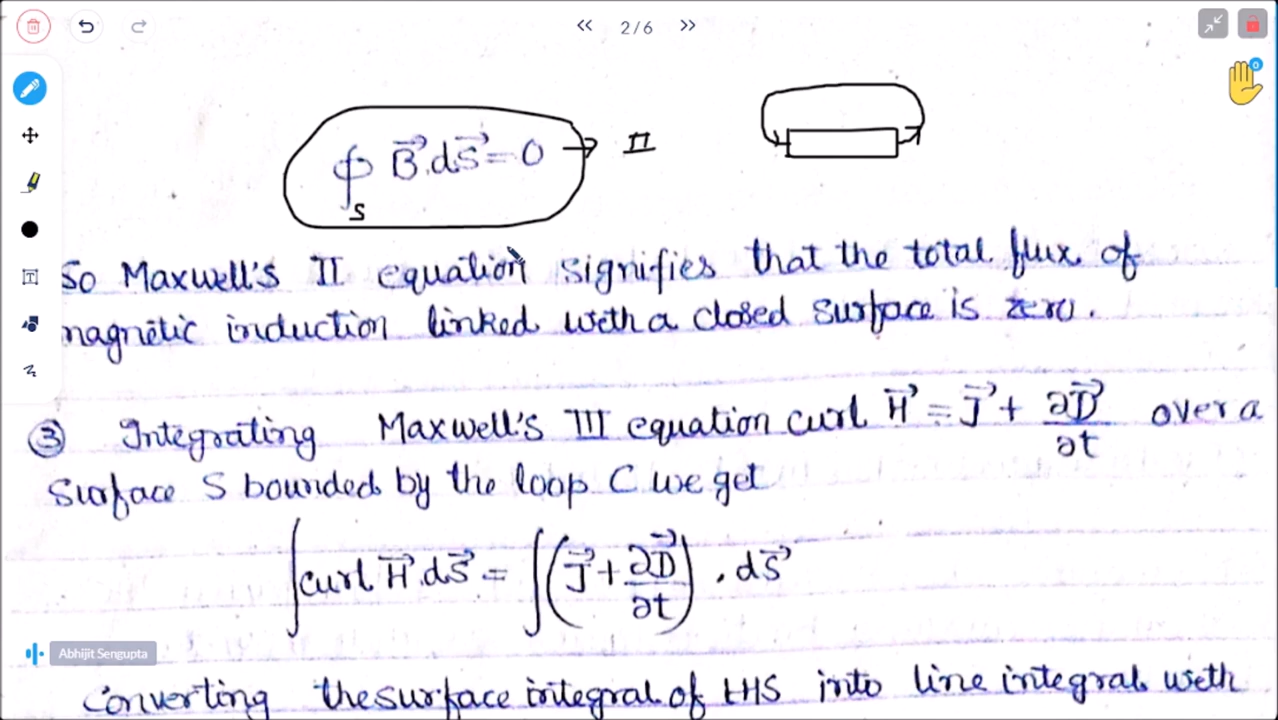 « 2/6 »
0
∮_S B⃗.dS⃗ = 0 → II
So Maxwell's II equation signifies that the total flux of
magnetic induction linked with a closed surface is zero.
③ Integrating Maxwell's III equation curl H⃗ = J⃗ + ∂D⃗/∂t over a
surface S bounded by the loop C we get
∫curl H⃗.dS⃗ = ∫(J⃗ + ∂D⃗/∂t) . dS⃗
Abhijit Sengupta
Converting the surface integral of LHS into line integral with